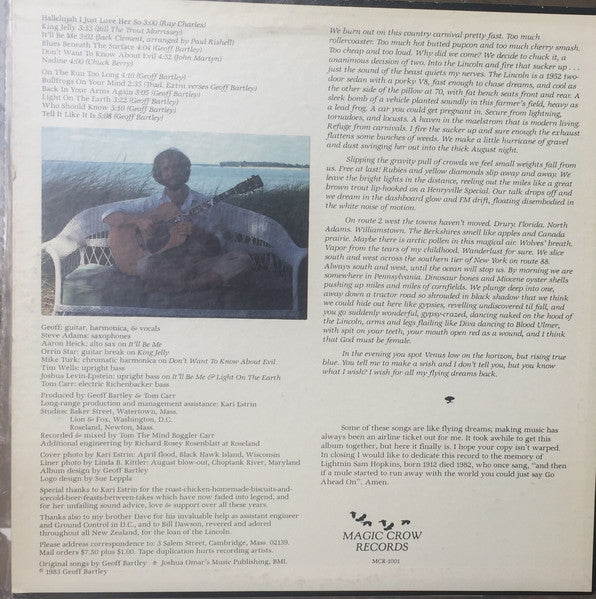 Hallelujah I Just Love Her So 3:00 (Ray Charles)
King Jelly 3:33 (Bill The Trout Morrissey)
It'll Be Me 3:02 (Jack Clement, arranged by Paul Rishell)
Blues Beneath The Surface 4:04 (Geoff Bartley)
Don't Want To Know About Evil 4:32 (John Martyn)
Nadine 4:00 (Chuck Berry)
On The Run Too Long 4:10 (Geoff Bartley)
Bullfrogs On Your Mind 2:35 (Trad. Extra verses Geoff Bartley)
Back In Your Arms Again 3:05 (Geoff Bartley)
Light On The Earth 3:22 (Geoff Bartley)
Who Should Know 5:10 (Geoff Bartley)
Tell It Like It Is 5:08 (Geoff Bartley)
Geoff: guitar, harmonica, & vocals
Steve Adams: saxophones
Aaron Heick: alto sax on It'll Be Me
Orrin Star: guitar break on King Jelly
Mike Turk: chromatic harmonica on Don't Want To Know About Evil
Tim Wells: upright bass
Joshua Levin-Epstein: upright bass on It'll Be Me & Light On The Earth
Tom Carr: electric Richenbacker bass
Produced by Geoff Bartley & Tom Carr
Long-range production and management assistance: Kari Estrin
Studios: Baker Street, Watertown, Mass.
Lion & Fox, Washington, D.C.
Roseland, Newton, Mass.
Recorded & mixed by Tom The Mind Boggler Carr
Additional engineering by Richard Rosey Rosenblatt at Roseland
Cover photo by Kari Estrin: April flood, Black Hawk Island, Wisconsin
Liner photo by Linda B. Kittler: August blow-out, Choptank River, Maryland
Album design by Geoff Bartley
Logo design by Sue Leppla
Special thanks to Kari Estrin for the roast-chicken-homemade-biscuits-and-
icecold-beer-feasts-between-takes which have now faded into legend, and
for her unfailing sound advice, love & support over all these years.
Thanks also to my brother Dave for his invaluable help as assistant engineer
and Ground Control in D.C., and to Bill Dawson, revered and adored
throughout all New Zealand, for the loan of Lincoln.
Please address correspondence to: 3 Salem Street, Cambridge, Mass. 02139.
Mail orders $7.50 plus $1.00. Tape duplication hurts recording artists.
Original songs by Geoff Bartley * Joshua Omar's Music Publishing, BMI.
© 1983 Geoff Bartley
We burn out on this country carnival pretty fast. Too much
rollercoaster. Too much hot butted pupcon and too much cherry smash.
Too cheap and too loud. Why did we come? We decide to chuck it, a
unanimous decision of two. Into the Lincoln and fire that sucker up . . .
just the sound of the beast quiets my nerves. The Lincoln is a 1952 two-
door sedan with a porky V8, fast enough to chase dreams, and cool as
the other side of the pillow at 70, with fat bench seats front and rear. A
sleek bomb of a vehicle planted soundly in this farmer's field, heavy as
a lead frog. A car you could get pregnant in. Secure from lightning,
tornadoes, and locusts. A haven in the maelstrom that is modern living.
Refuge from carnivals. I fire the sucker up and sure enough the exhaust
flattens some bunches of weeds. We make a little hurricane of gravel
and dust swinging her out into the thick August night.
Slipping the gravity pull of crowds we feel small weights fall from
us. Free at last! Rubies and yellow diamonds slip away and away. We
leave the bright lights in the distance, reeling out the miles like a great
brown trout lip-hooked on a Henryville Special. Our talk drops off and
we dream in the dashboard glow and FM drift, floating disembodied in
the white noise of motion.
On route 2 west the towns haven't moved. Drury. Florida. North
Adams. Williamstown. The Berkshires smell like apples and Canada
prairie. Maybe there is arctic pollen in this magical air. Wolves' breath.
Vapor from the tears of my childhood. Wanderlust for sure. We slice
south and west across the southern tier of New York on route 88.
Always south and west, until the ocean will stop us. By morning we are
somewhere in Pennsylvania. Dinosaur bones and Miocene oyster shells
pushing up miles and miles of cornfields. We plunge deep into one,
away down a tractor road so shrouded in black shadow that we think
we could hide out here like gypsies, revelling undiscovered til fall, and
you go suddenly wonderful, gypsy-crazed, dancing naked on the hood of
the Lincoln, arms and legs flailing like Diva dancing to Blood Ulmer,
with spit on your teeth, your mouth open red as a wound, and I think
that God must be female.
In the evening you spot Venus low on the horizon, but rising true
blue. You tell me to make a wish and I don't tell you, but you know
what I wish? I wish for all my flying dreams back.
Some of these songs are like flying dreams; making music has
always been an airline ticket out for me. It took awhile to get this
album together, but here it finally is. I hope your copy isn't warped.
In closing I would like to dedicate this record to the memory of
Lightnin Sam Hopkins, born 1912 died 1982, who once sang, "and then
if a mule started to run away with the world you could just say Go
Ahead On". Amen.
MAGIC CROW
RECORDS
MCR-1001